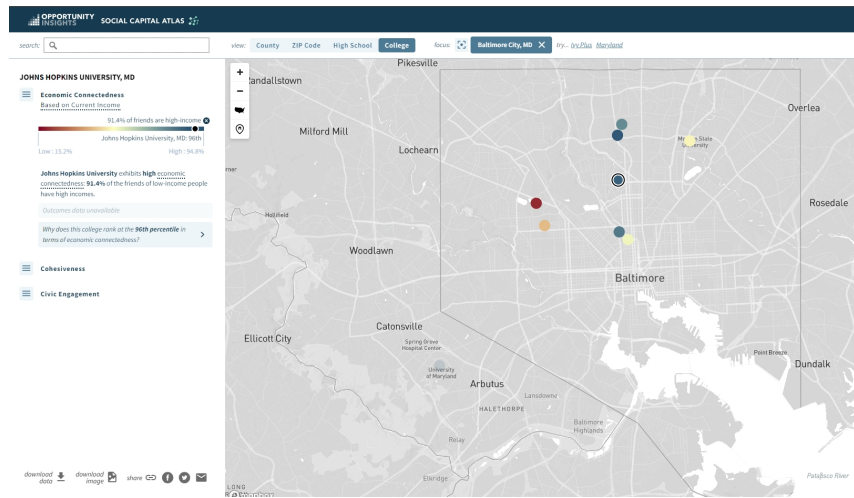 OPPORTUNITY
INSIGHTS
SOCIAL CAPITAL ATLAS
search:
view: County ZIP Code High School College focus: Baltimore City, MD X try... try Plus Maryland
JOHNS HOPKINS UNIVERSITY, MD
Economic Connectedness
Based on Current Income
91.4% of friends are high-income
Johns Hopkins University, MD: 96th
Low : 15.2% High : 94.8%
Johns Hopkins University exhibits high economic
connectedness: 91.4% of the friends of low-income people
have high incomes.
Outcomes data unavailable
Why does this college rank at the 96th percentile in
terms of economic connectedness?
Cohesiveness
Civic Engagement
download
data
download
image
share
+
−
Pikesville
Randallstown
Overlea
Milford Mill
State
University
Lochearn
Rosedale
Hollifield
Woodlawn
Baltimore
Catonsville
Ellicott City
Spring Grove
Hospital Center
Point Breeze
Dundalk
University
of Maryland
Arbutus
Lansdowne
HALETHORPE
Baltimore
Highlands
Relay
Elkridge
Patapsco River
LONG
mapbox